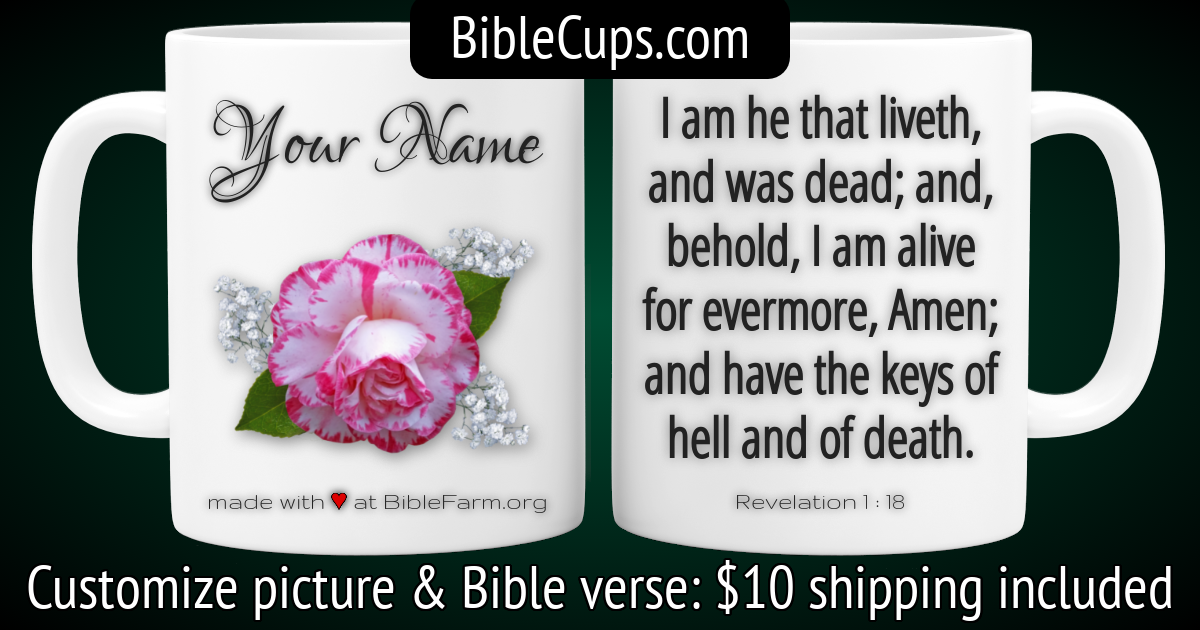 BibleCups.com
Your Name
made with ♥ at BibleFarm.org
I am he that liveth,
and was dead; and,
behold, I am alive
for evermore, Amen;
and have the keys of
hell and of death.
Revelation 1 : 18
Customize picture & Bible verse: $10 shipping included